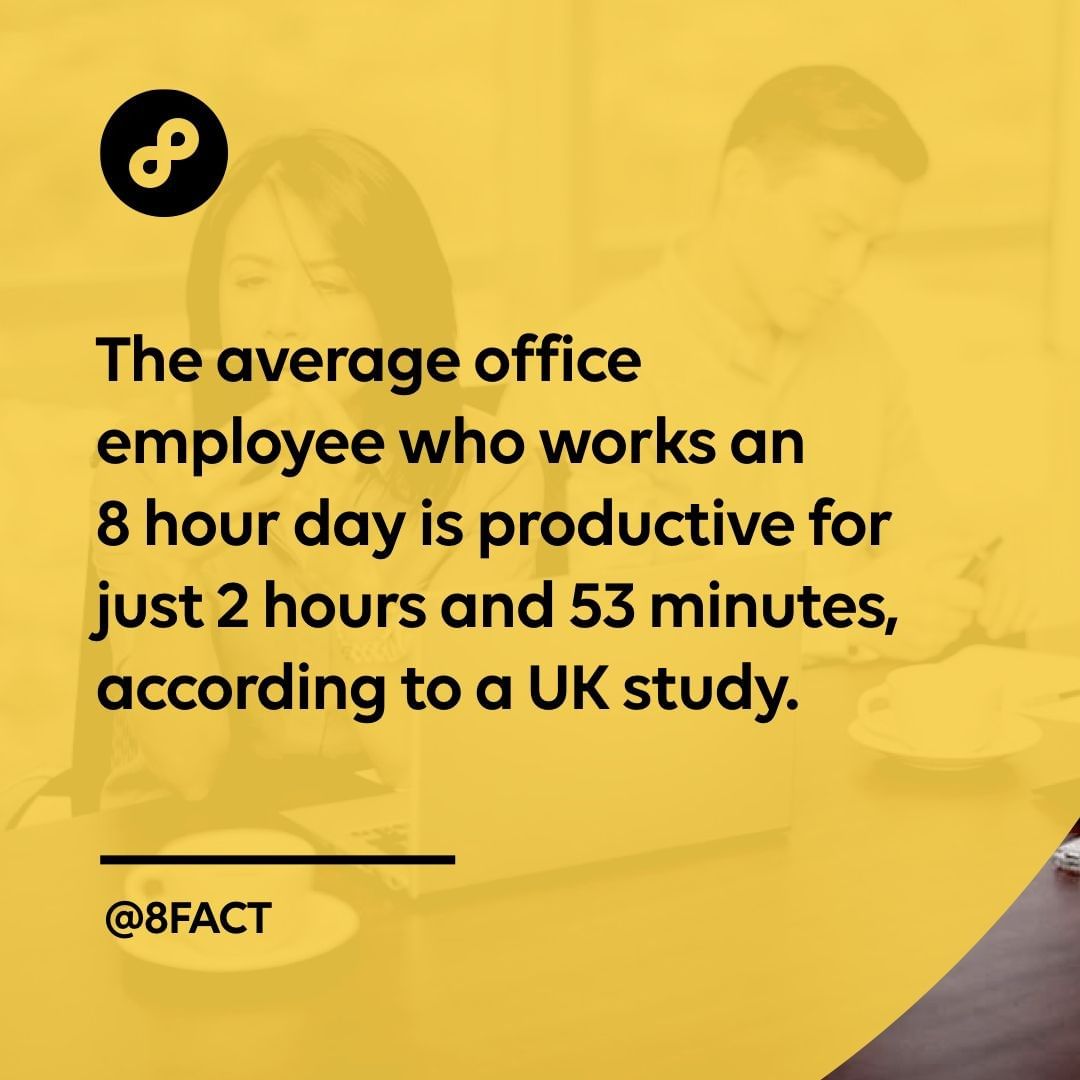 The average office
employee who works an
8 hour day is productive for
just 2 hours and 53 minutes,
according to a UK study.
@8FACT